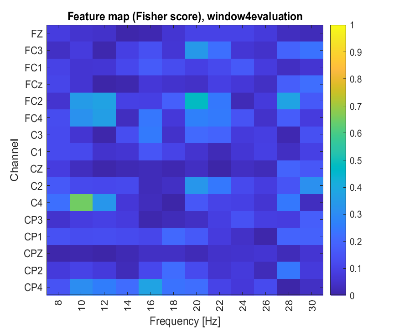 Feature map (Fisher score), window4evaluation
FZ
FC3
FC1
FCz
FC2
FC4
C3
C1
CZ
C2
C4
CP3
CP1
CPZ
CP2
CP4
Channel
8 10 12 14 16 18 20 22 24 26 28 30
Frequency [Hz]
1
0.9
0.8
0.7
0.6
0.5
0.4
0.3
0.2
0.1
0